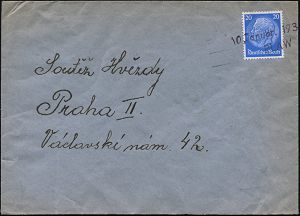 20 20
Deutsches Reich
Soutěž Hvězdy
Praha II.
Václavské nám. 42.